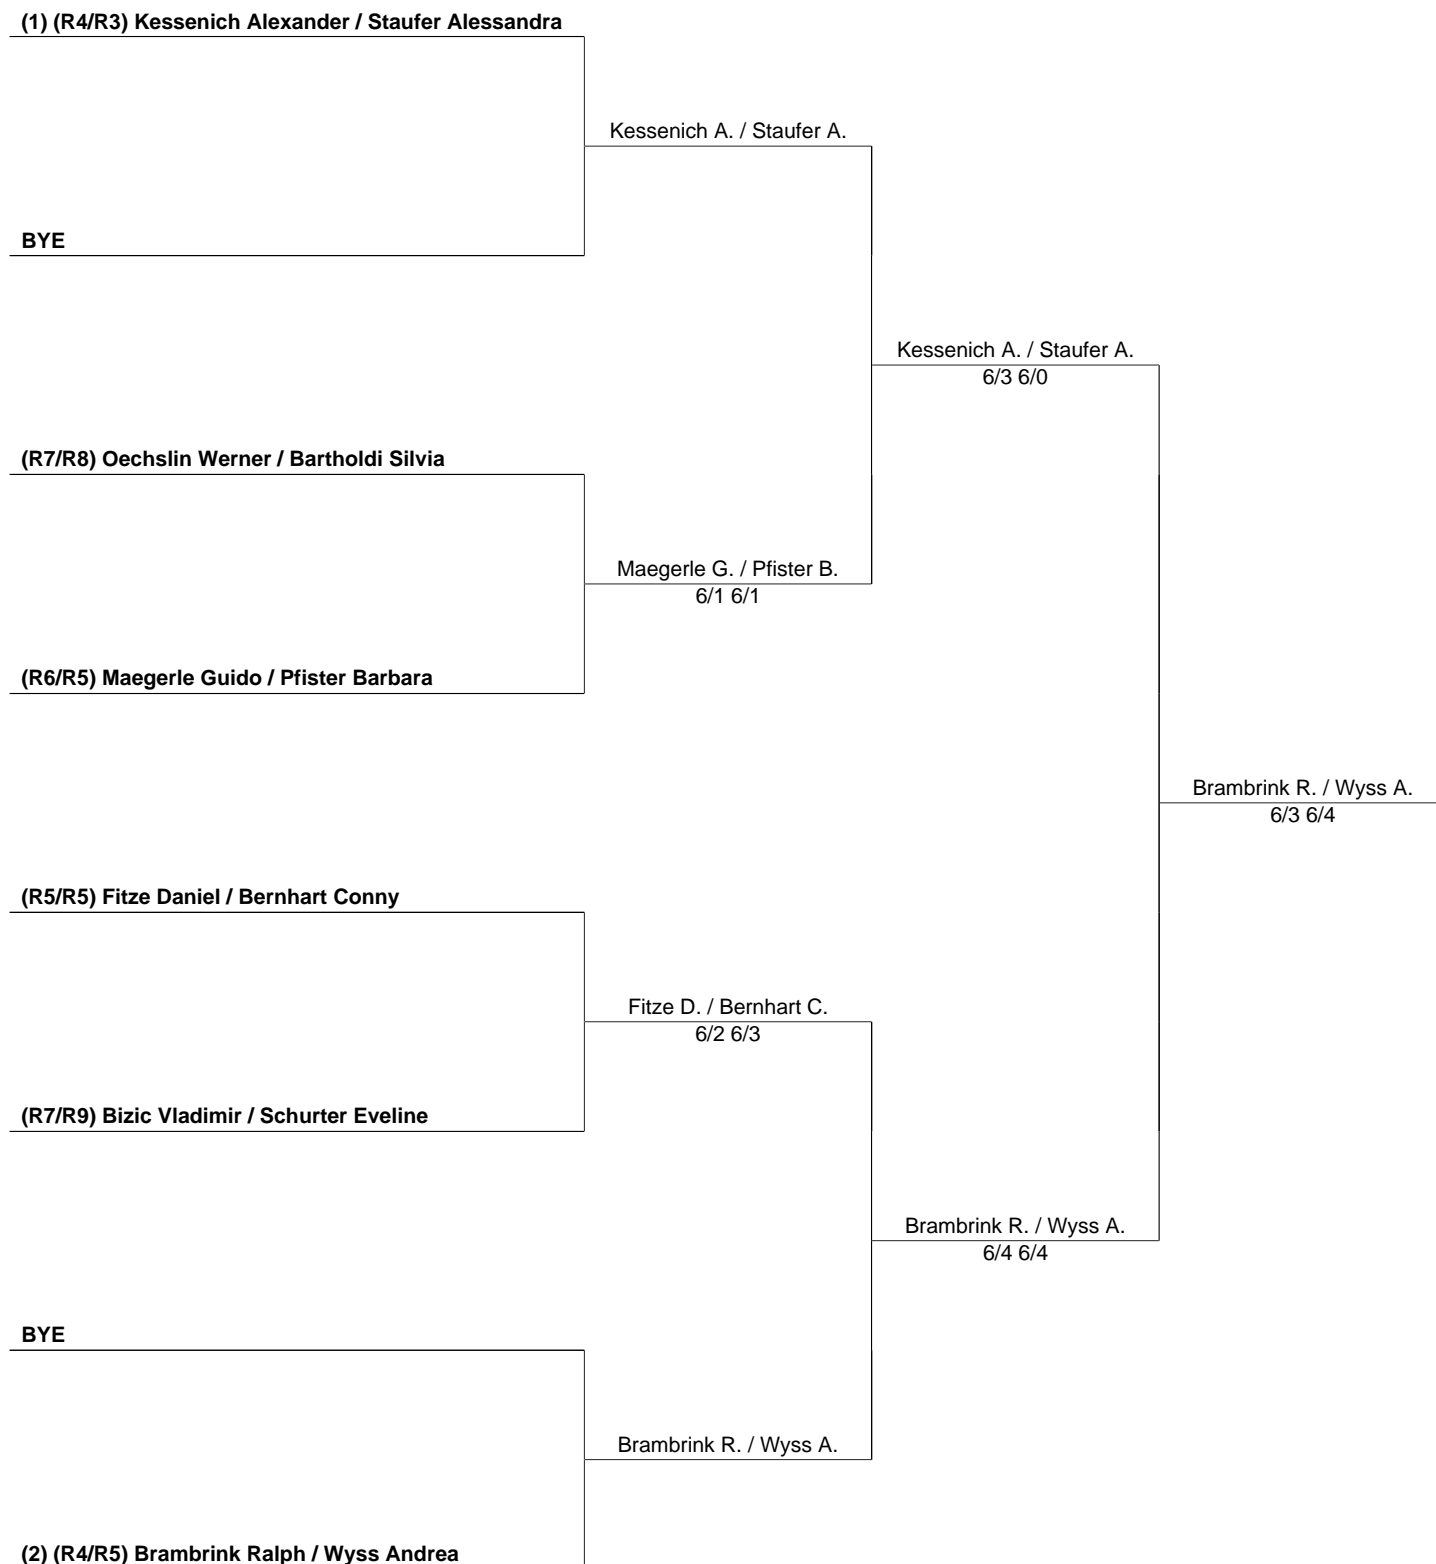 (1) (R4/R3) Kessenich Alexander / Staufer Alessandra
Kessenich A. / Staufer A.
BYE
Kessenich A. / Staufer A.
6/3 6/0
(R7/R8) Oechslin Werner / Bartholdi Silvia
Maegerle G. / Pfister B.
6/1 6/1
(R6/R5) Maegerle Guido / Pfister Barbara
Brambrink R. / Wyss A.
6/3 6/4
(R5/R5) Fitze Daniel / Bernhart Conny
Fitze D. / Bernhart C.
6/2 6/3
(R7/R9) Bizic Vladimir / Schurter Eveline
Brambrink R. / Wyss A.
6/4 6/4
BYE
Brambrink R. / Wyss A.
(2) (R4/R5) Brambrink Ralph / Wyss Andrea